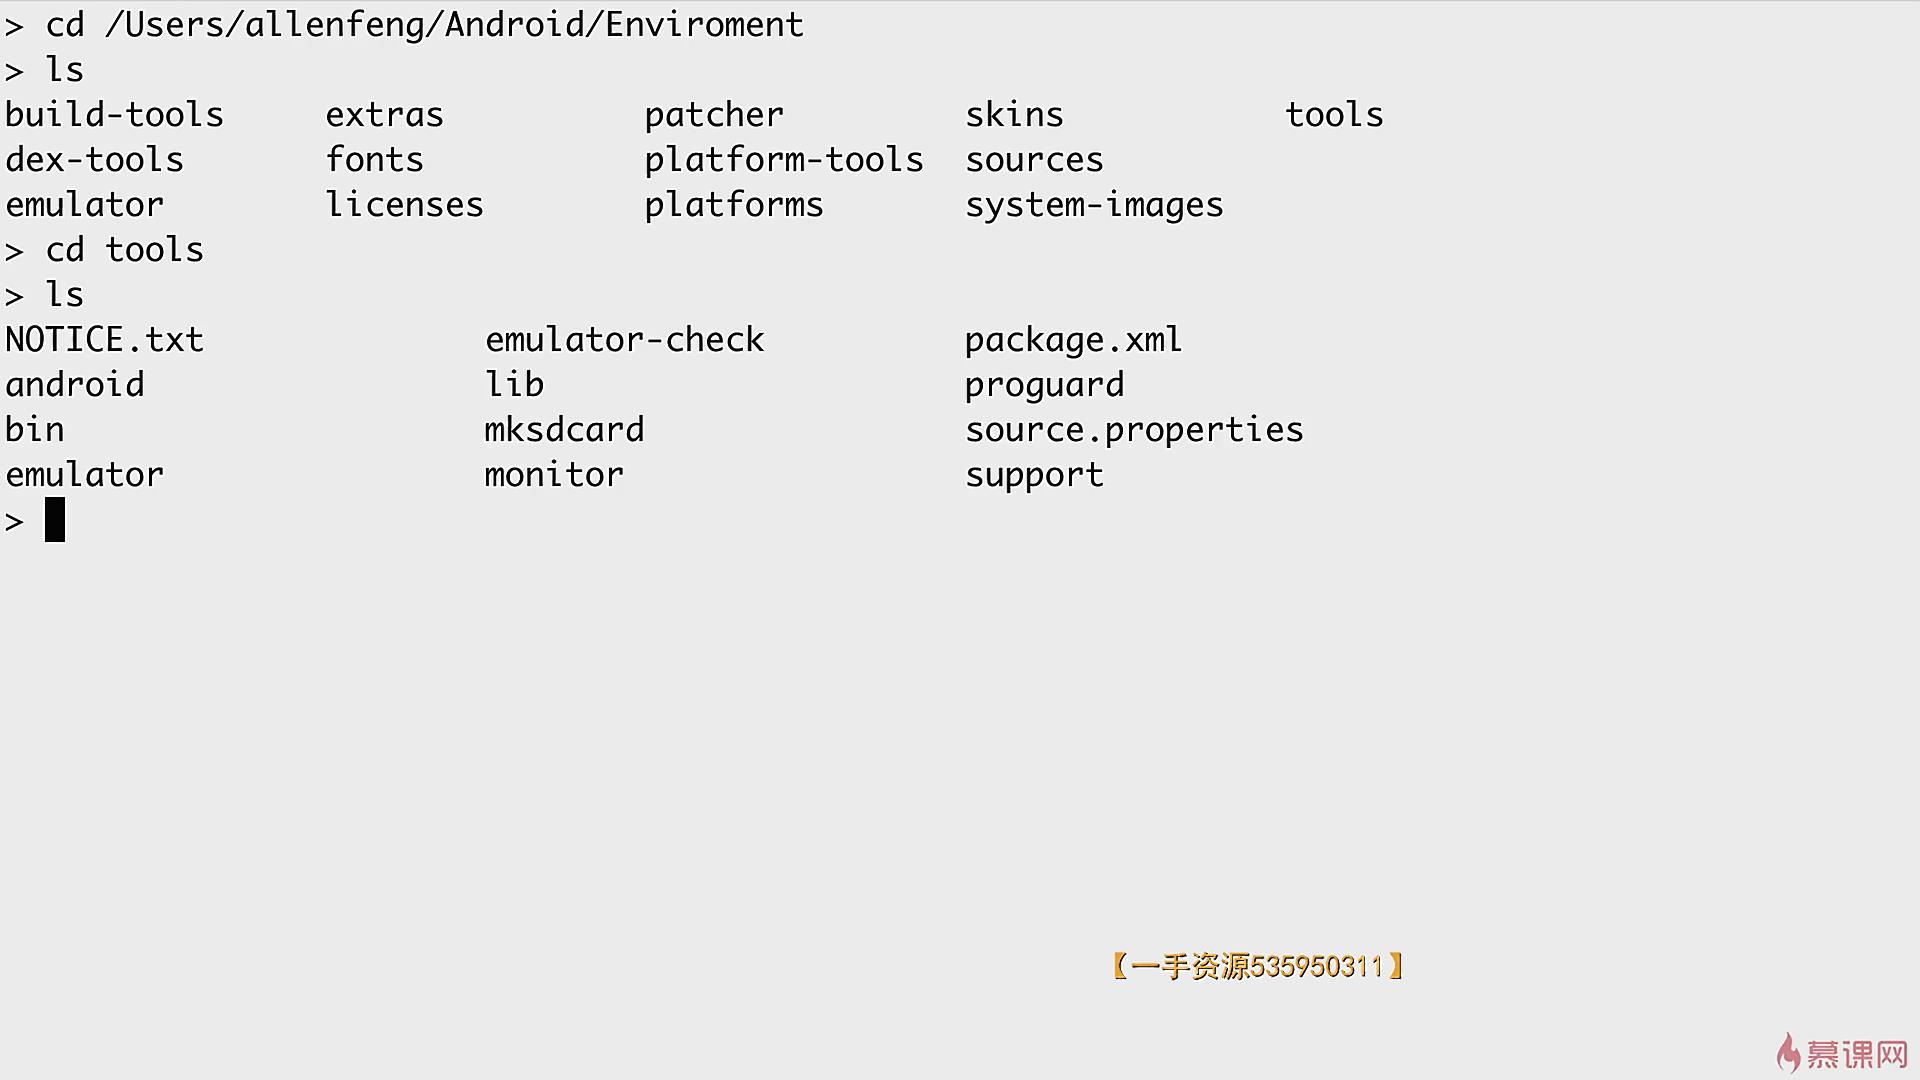 > cd /Users/allenfeng/Android/Enviroment
> ls
build-tools extras patcher skins tools
dex-tools fonts platform-tools sources
emulator licenses platforms system-images
> cd tools
> ls
NOTICE.txt emulator-check package.xml
android lib proguard
bin mksdcard source.properties
emulator monitor support
>
【一手资源535950311】
慕课网